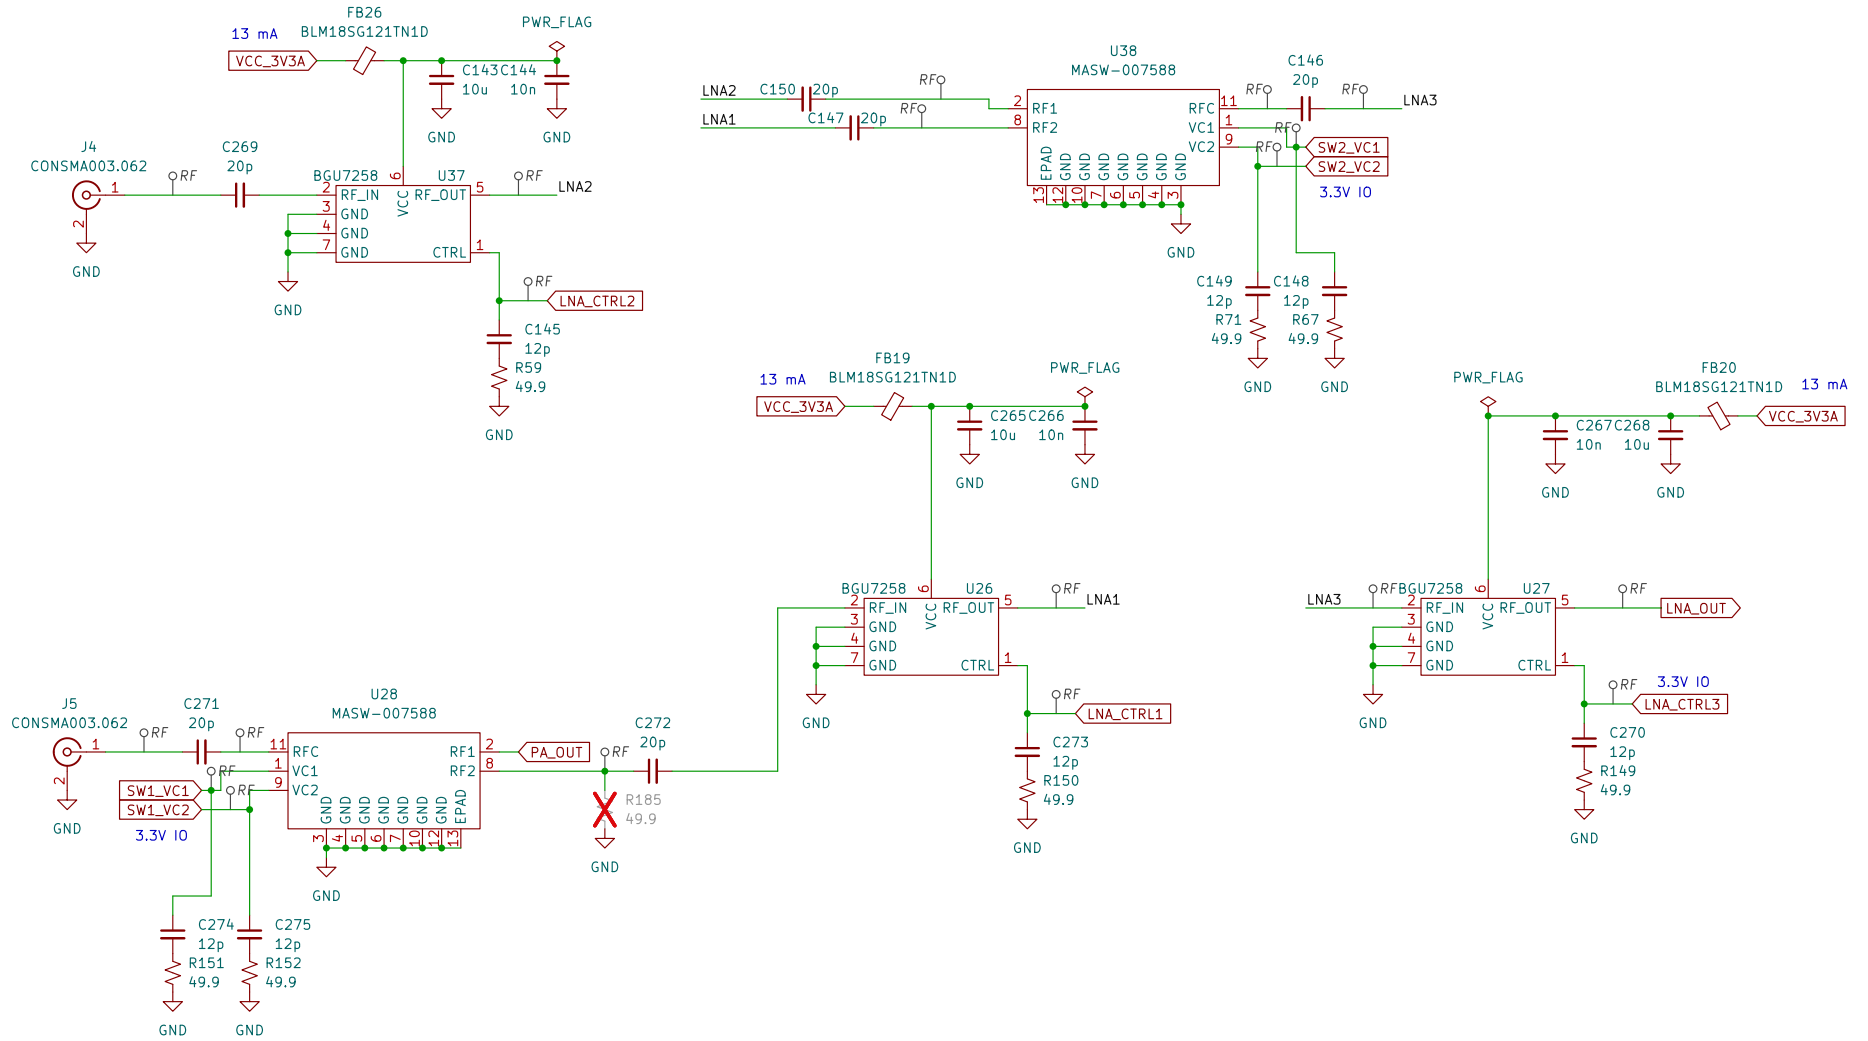 FB26
BLM18SG121TN1D
13 mA
VCC_3V3A
PWR_FLAG
C143
10u
C144
10n
GND
GND
J4
CONSMA003.062
1
2
GND
RF
C269
20p
BGU7258
U37
2
RF_IN
3
GND
4
GND
7
GND
6
VCC
RF_OUT
5
CTRL
1
GND
RF
LNA2
RF
LNA_CTRL2
C145
12p
R59
49.9
GND
LNA2
C150
20p
RF
LNA1
C147
20p
RF
U38
MASW-007588
2
RF1
8
RF2
RFC
11
VC1
1
VC2
9
EPAD
GND
GND
GND
GND
GND
GND
GND
13
12
10
7
6
5
4
3
GND
RF
C146
20p
RF
LNA3
RF
SW2_VC1
RF
SW2_VC2
3.3V IO
C149
12p
R71
49.9
GND
C148
12p
R67
49.9
GND
FB19
BLM18SG121TN1D
13 mA
VCC_3V3A
PWR_FLAG
C265
10u
C266
10n
GND
GND
PWR_FLAG
FB20
BLM18SG121TN1D
13 mA
VCC_3V3A
C267
10n
C268
10u
GND
GND
BGU7258
U26
2
RF_IN
3
GND
4
GND
7
GND
6
VCC
RF_OUT
5
CTRL
1
GND
RF
LNA1
RF
LNA_CTRL1
C273
12p
R150
49.9
GND
LNA3
RF
BGU7258
U27
2
RF_IN
3
GND
4
GND
7
GND
6
VCC
RF_OUT
5
CTRL
1
GND
RF
LNA_OUT
RF
3.3V IO
LNA_CTRL3
C270
12p
R149
49.9
GND
J5
CONSMA003.062
1
2
GND
RF
C271
20p
RF
U28
MASW-007588
11
RFC
1
VC1
9
VC2
RF1
2
RF2
8
GND
GND
GND
GND
GND
GND
GND
EPAD
3
4
5
6
7
10
12
13
GND
RF
SW1_VC1
RF
SW1_VC2
3.3V IO
PA_OUT
RF
C272
20p
R185
49.9
GND
C274
12p
R151
49.9
GND
C275
12p
R152
49.9
GND